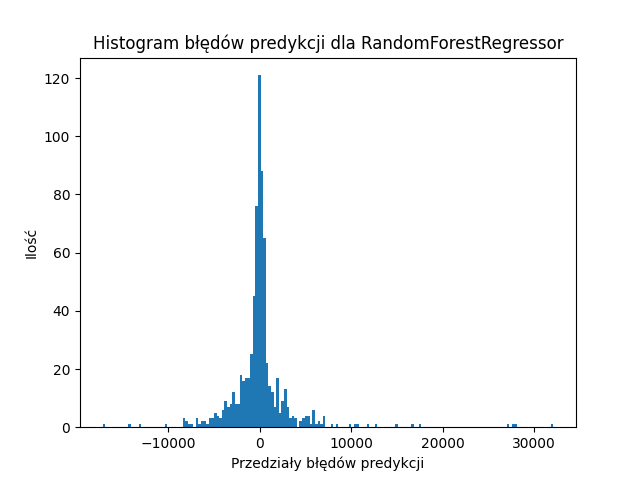 Histogram błędów predykcji dla RandomForestRegressor
120
100
80
60
40
20
0
Ilość
−10000 0 10000 20000 30000
Przedziały błędów predykcji